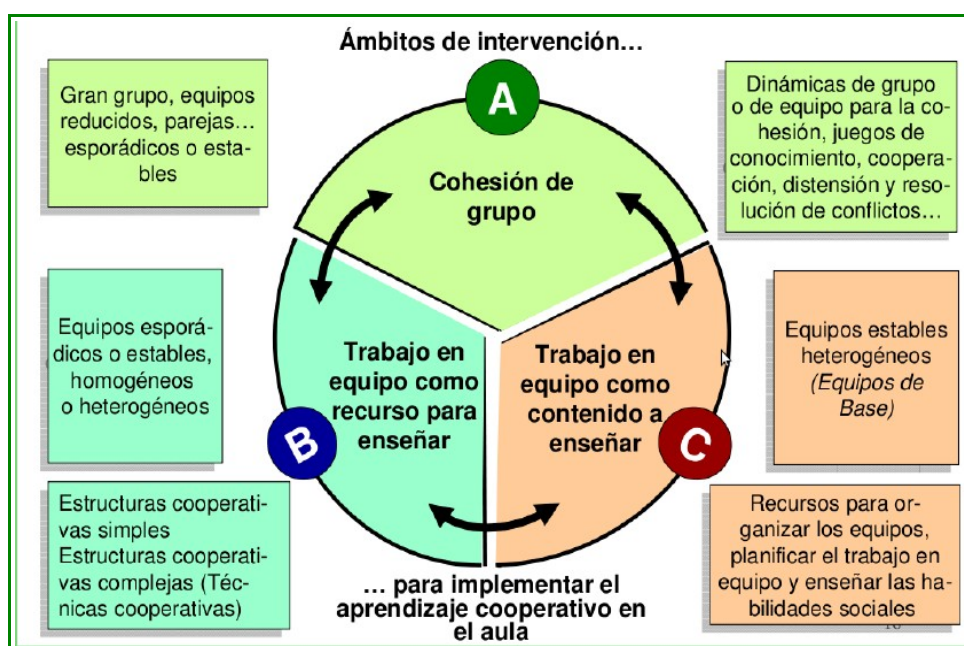 Ámbitos de intervención…
A
Gran grupo, equipos
reducidos, parejas…
esporádicos o esta-
bles
Dinámicas de grupo
o de equipo para la co-
hesión, juegos de
conocimiento, coopera-
ción, distensión y reso-
lución de conflictos…
Cohesión de
grupo
Equipos esporá-
dicos o estables,
homogéneos
o heterogéneos
Trabajo en
equipo como
recurso para
enseñar
B
Trabajo en
equipo como
contenido a
enseñar
C
Equipos estables
heterogéneos
(Equipos de
Base)
Estructuras cooperati-
vas simples
Estructuras cooperati-
vas complejas (Téc-
nicas cooperativas)
Recursos para or-
ganizar los equipos,
planificar el trabajo en
equipo y enseñar las ha-
bilidades sociales
… para implementar el
aprendizaje cooperativo en
el aula